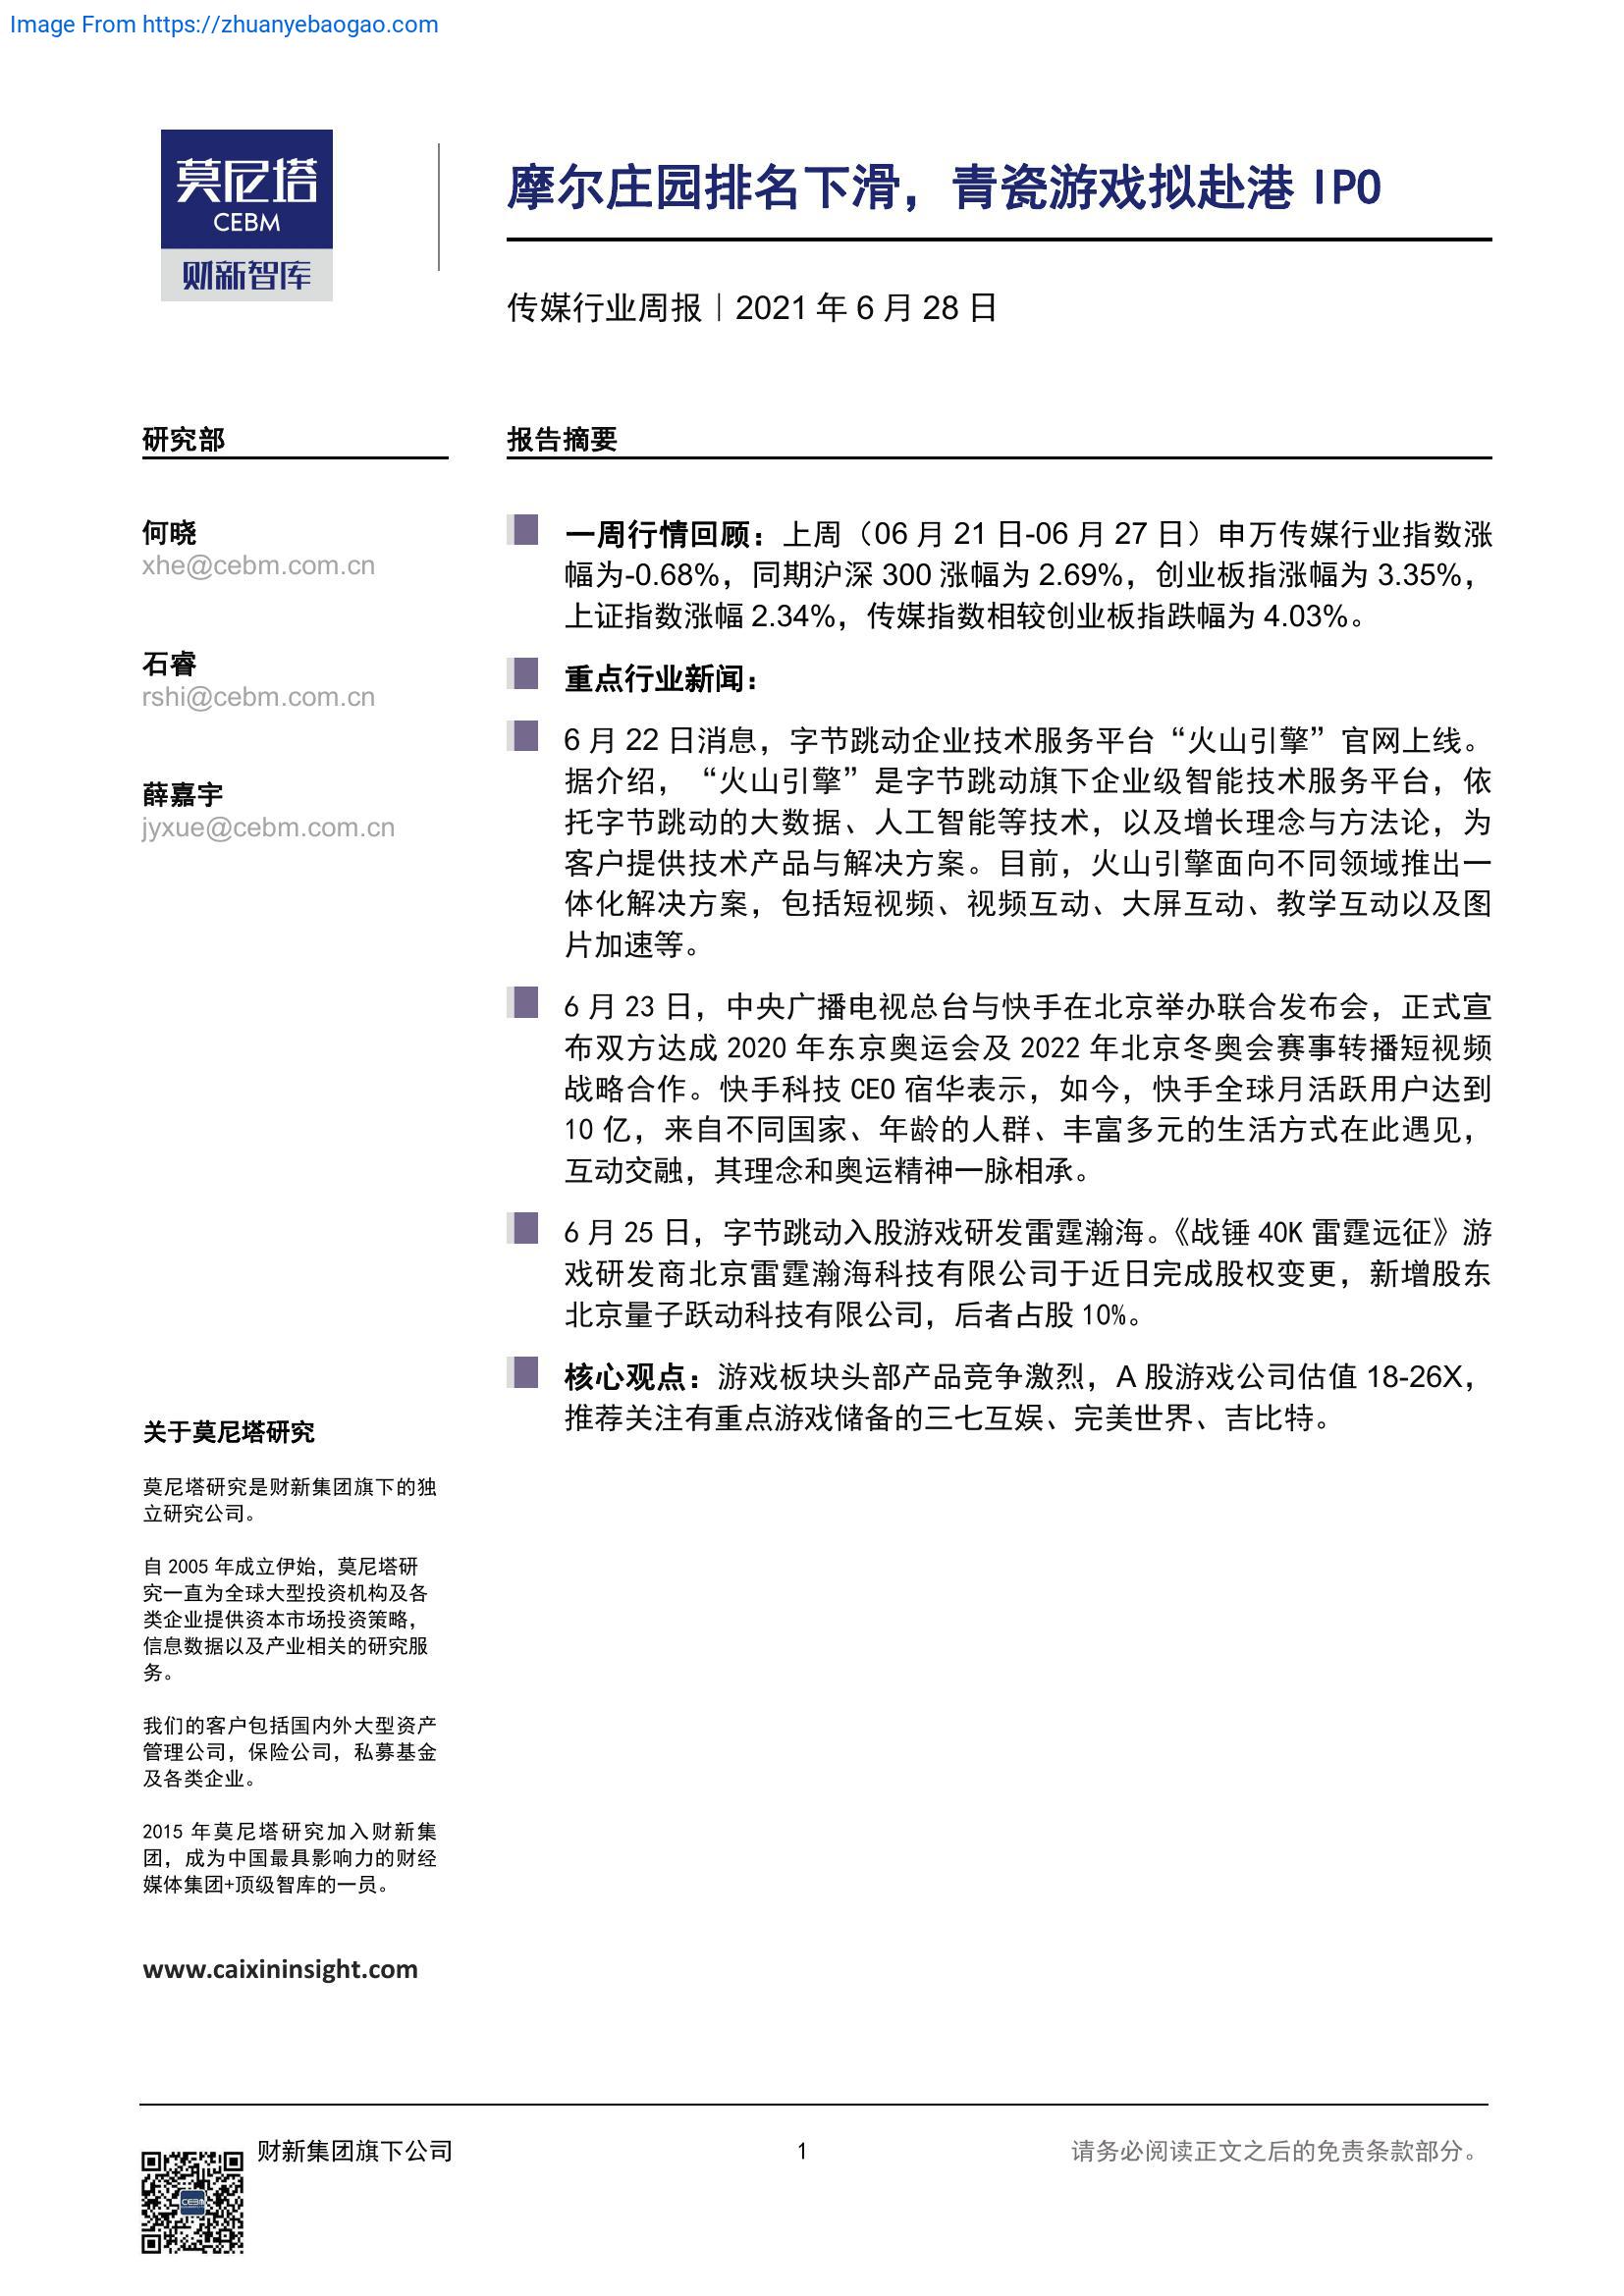 Image From https://zhuanyebaogao.com
莫尼塔
CEBM
财新智库
摩尔庄园排名下滑，青瓷游戏拟赴港 IPO
传媒行业周报｜2021 年 6 月 28 日
研究部
何晓
xhe@cebm.com.cn
石睿
rshi@cebm.com.cn
薛嘉宇
jyxue@cebm.com.cn
报告摘要
一周行情回顾：上周（06 月 21 日-06 月 27 日）申万传媒行业指数涨
幅为-0.68%，同期沪深 300 涨幅为 2.69%，创业板指涨幅为 3.35%，
上证指数涨幅 2.34%，传媒指数相较创业板指跌幅为 4.03%。
重点行业新闻：
6 月 22 日消息，字节跳动企业技术服务平台“火山引擎”官网上线。
据介绍，“火山引擎”是字节跳动旗下企业级智能技术服务平台，依
托字节跳动的大数据、人工智能等技术，以及增长理念与方法论，为
客户提供技术产品与解决方案。目前，火山引擎面向不同领域推出一
体化解决方案，包括短视频、视频互动、大屏互动、教学互动以及图
片加速等。
6 月 23 日，中央广播电视总台与快手在北京举办联合发布会，正式宣
布双方达成 2020 年东京奥运会及 2022 年北京冬奥会赛事转播短视频
战略合作。快手科技 CEO 宿华表示，如今，快手全球月活跃用户达到
10 亿，来自不同国家、年龄的人群、丰富多元的生活方式在此遇见，
互动交融，其理念和奥运精神一脉相承。
6 月 25 日，字节跳动入股游戏研发雷霆瀚海。《战锤 40K 雷霆远征》游
戏研发商北京雷霆瀚海科技有限公司于近日完成股权变更，新增股东
北京量子跃动科技有限公司，后者占股 10%。
核心观点：游戏板块头部产品竞争激烈，A 股游戏公司估值 18-26X，
推荐关注有重点游戏储备的三七互娱、完美世界、吉比特。
关于莫尼塔研究
莫尼塔研究是财新集团旗下的独
立研究公司。
自 2005 年成立伊始，莫尼塔研
究一直为全球大型投资机构及各
类企业提供资本市场投资策略，
信息数据以及产业相关的研究服
务。
我们的客户包括国内外大型资产
管理公司，保险公司，私募基金
及各类企业。
2015 年莫尼塔研究加入财新集
团，成为中国最具影响力的财经
媒体集团+顶级智库的一员。
www.caixininsight.com
财新集团旗下公司
1
请务必阅读正文之后的免责条款部分。
CEBM